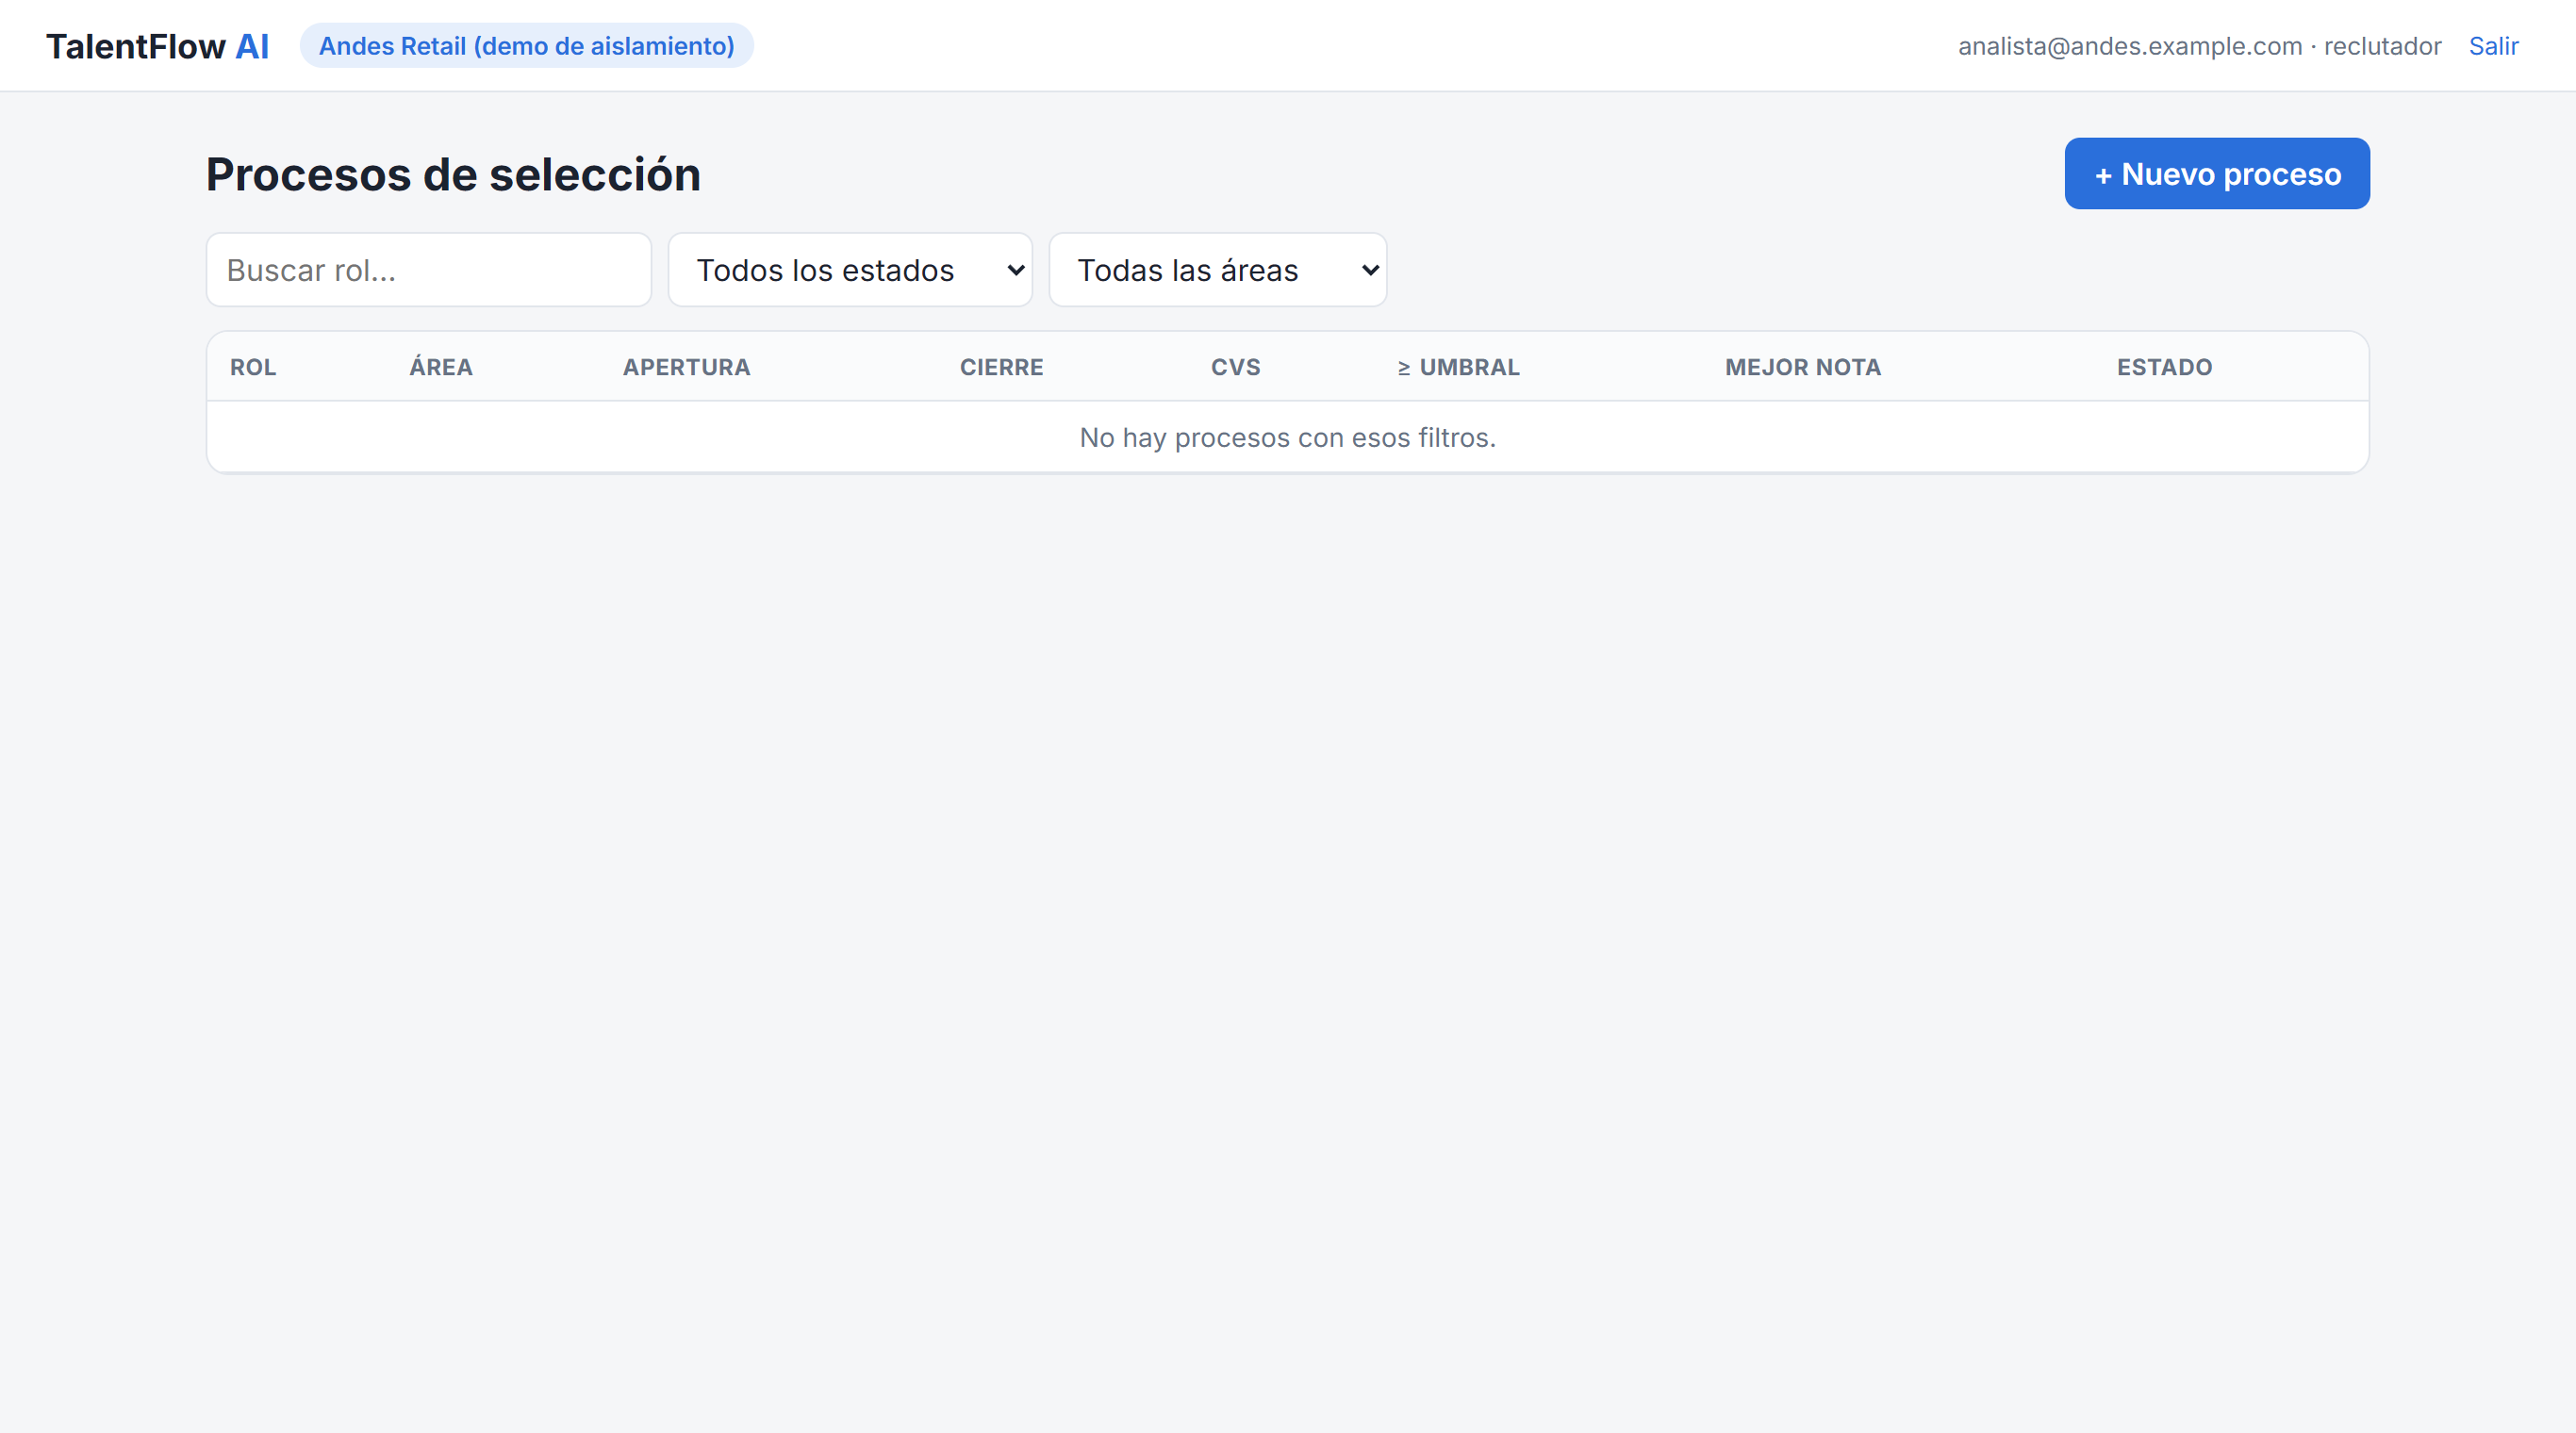 TalentFlow AI Andes Retail (demo de aislamiento) analista@andes.example.com · reclutador Salir
Procesos de selección + Nuevo proceso
Buscar rol... Todos los estados Todas las áreas
ROL ÁREA APERTURA CIERRE CVS ≥ UMBRAL MEJOR NOTA ESTADO
No hay procesos con esos filtros.